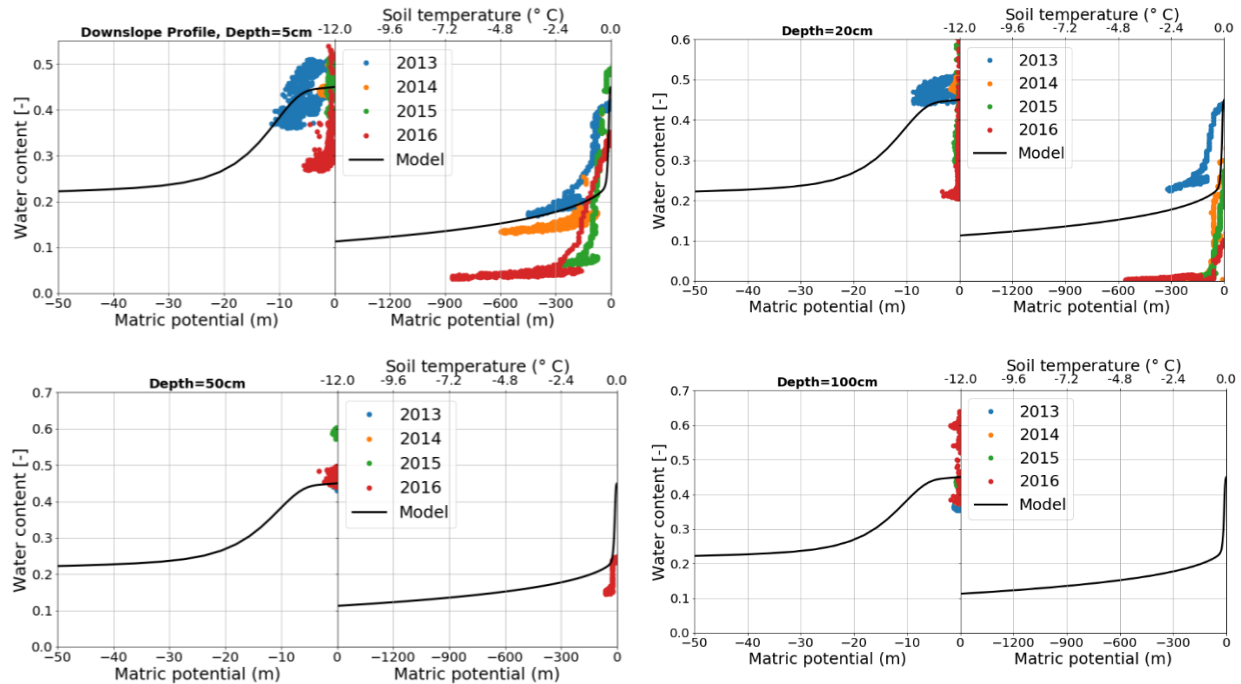 Soil temperature (° C)
-12.0 -9.6 -7.2 -4.8 -2.4 0.0
Downslope Profile, Depth=5cm
Water content [-]
0.5
0.4
0.3
0.2
0.1
0.0
2013
2014
2015
2016
Model
−50 −40 −30 −20 −10 0 −1200 −900 −600 −300 0
Matric potential (m) Matric potential (m)
Soil temperature (° C)
-12.0 -9.6 -7.2 -4.8 -2.4 0.0
Depth=20cm
Water content [-]
0.6
0.5
0.4
0.3
0.2
0.1
0.0
2013
2014
2015
2016
Model
−50 −40 −30 −20 −10 0 −1200 −900 −600 −300 0
Matric potential (m) Matric potential (m)
Soil temperature (° C)
-12.0 -9.6 -7.2 -4.8 -2.4 0.0
Depth=50cm
Water content [-]
0.7
0.6
0.5
0.4
0.3
0.2
0.1
0.0
2013
2014
2015
2016
Model
−50 −40 −30 −20 −10 0 −1200 −900 −600 −300 0
Matric potential (m) Matric potential (m)
Soil temperature (° C)
-12.0 -9.6 -7.2 -4.8 -2.4 0.0
Depth=100cm
Water content [-]
0.7
0.6
0.5
0.4
0.3
0.2
0.1
0.0
2013
2014
2015
2016
Model
−50 −40 −30 −20 −10 0 −1200 −900 −600 −300 0
Matric potential (m) Matric potential (m)